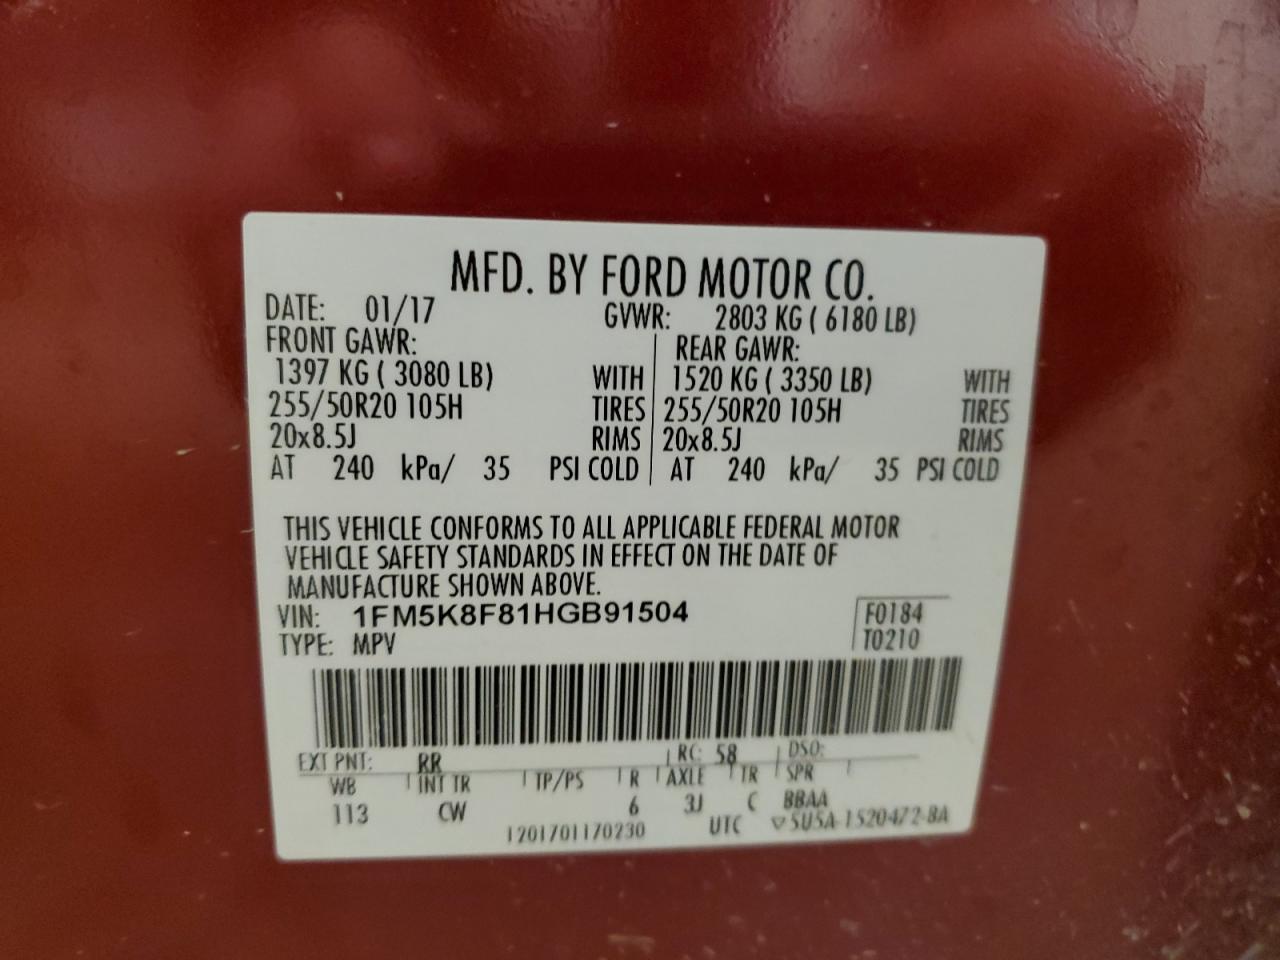 MFD. BY FORD MOTOR CO.
DATE: 01/17 GVWR: 2803 KG ( 6180 LB)
FRONT GAWR: REAR GAWR:
1397 KG ( 3080 LB) WITH 1520 KG ( 3350 LB) WITH
255/50R20 105H TIRES 255/50R20 105H TIRES
20x8.5J RIMS 20x8.5J RIMS
AT 240 kPa/ 35 PSI COLD AT 240 kPa/ 35 PSI COLD
THIS VEHICLE CONFORMS TO ALL APPLICABLE FEDERAL MOTOR
VEHICLE SAFETY STANDARDS IN EFFECT ON THE DATE OF
MANUFACTURE SHOWN ABOVE.
VIN: 1FM5K8F81HGB91504 F0184
TYPE: MPV T0210
EXT PNT: RR RC: 58 DSO:
WB INT TR TP/PS R AXLE TR SPR
113 CW 6 3J C BBAA
1201701170230 UTC ▽5U5A-1520472-BA